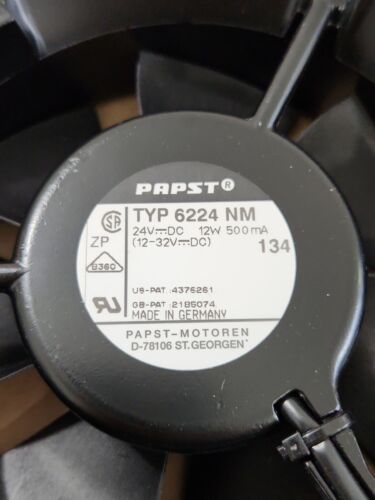 PAPST®
TYP 6224 NM
24V⎓DC 12W 500mA
(12-32V⎓DC)
134
ZP
B360
US-PAT.: 4376261
GB-PAT.: 2185074
MADE IN GERMANY
PAPST-MOTOREN
D-78106 ST.GEORGEN